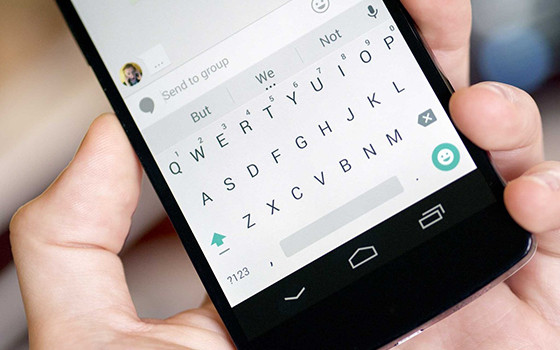 ...
Send to group
But We Not
1 2 3 4 5 6 7 8 9 0
Q W E R T Y U I O P
A S D F G H J K L
Z X C V B N M
?123 , .